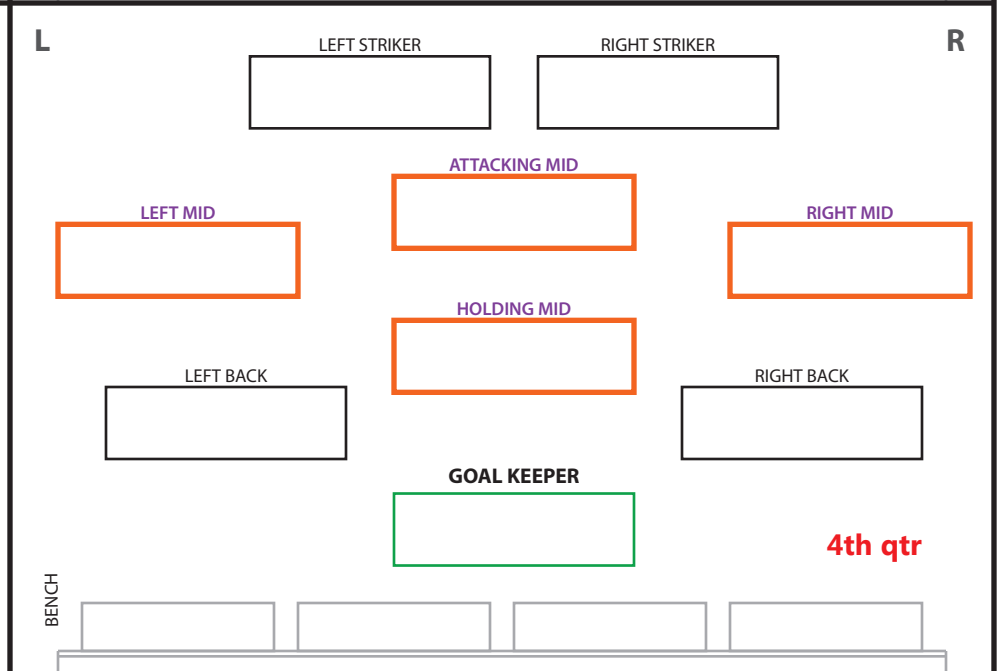 L
R
LEFT STRIKER
RIGHT STRIKER
ATTACKING MID
LEFT MID
RIGHT MID
HOLDING MID
LEFT BACK
RIGHT BACK
GOAL KEEPER
4th qtr
BENCH